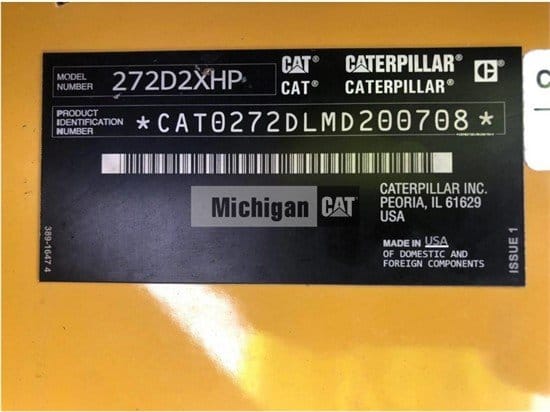 MODEL NUMBER 272D2XHP
CAT CATERPILLAR C
CAT® CATERPILLAR®
PRODUCT IDENTIFICATION NUMBER *CAT0272DLMD200708*
Michigan CAT
CATERPILLAR INC.
PEORIA, IL 61629
USA
MADE IN USA
OF DOMESTIC AND
FOREIGN COMPONENTS
389-1647 4
ISSUE 1
C